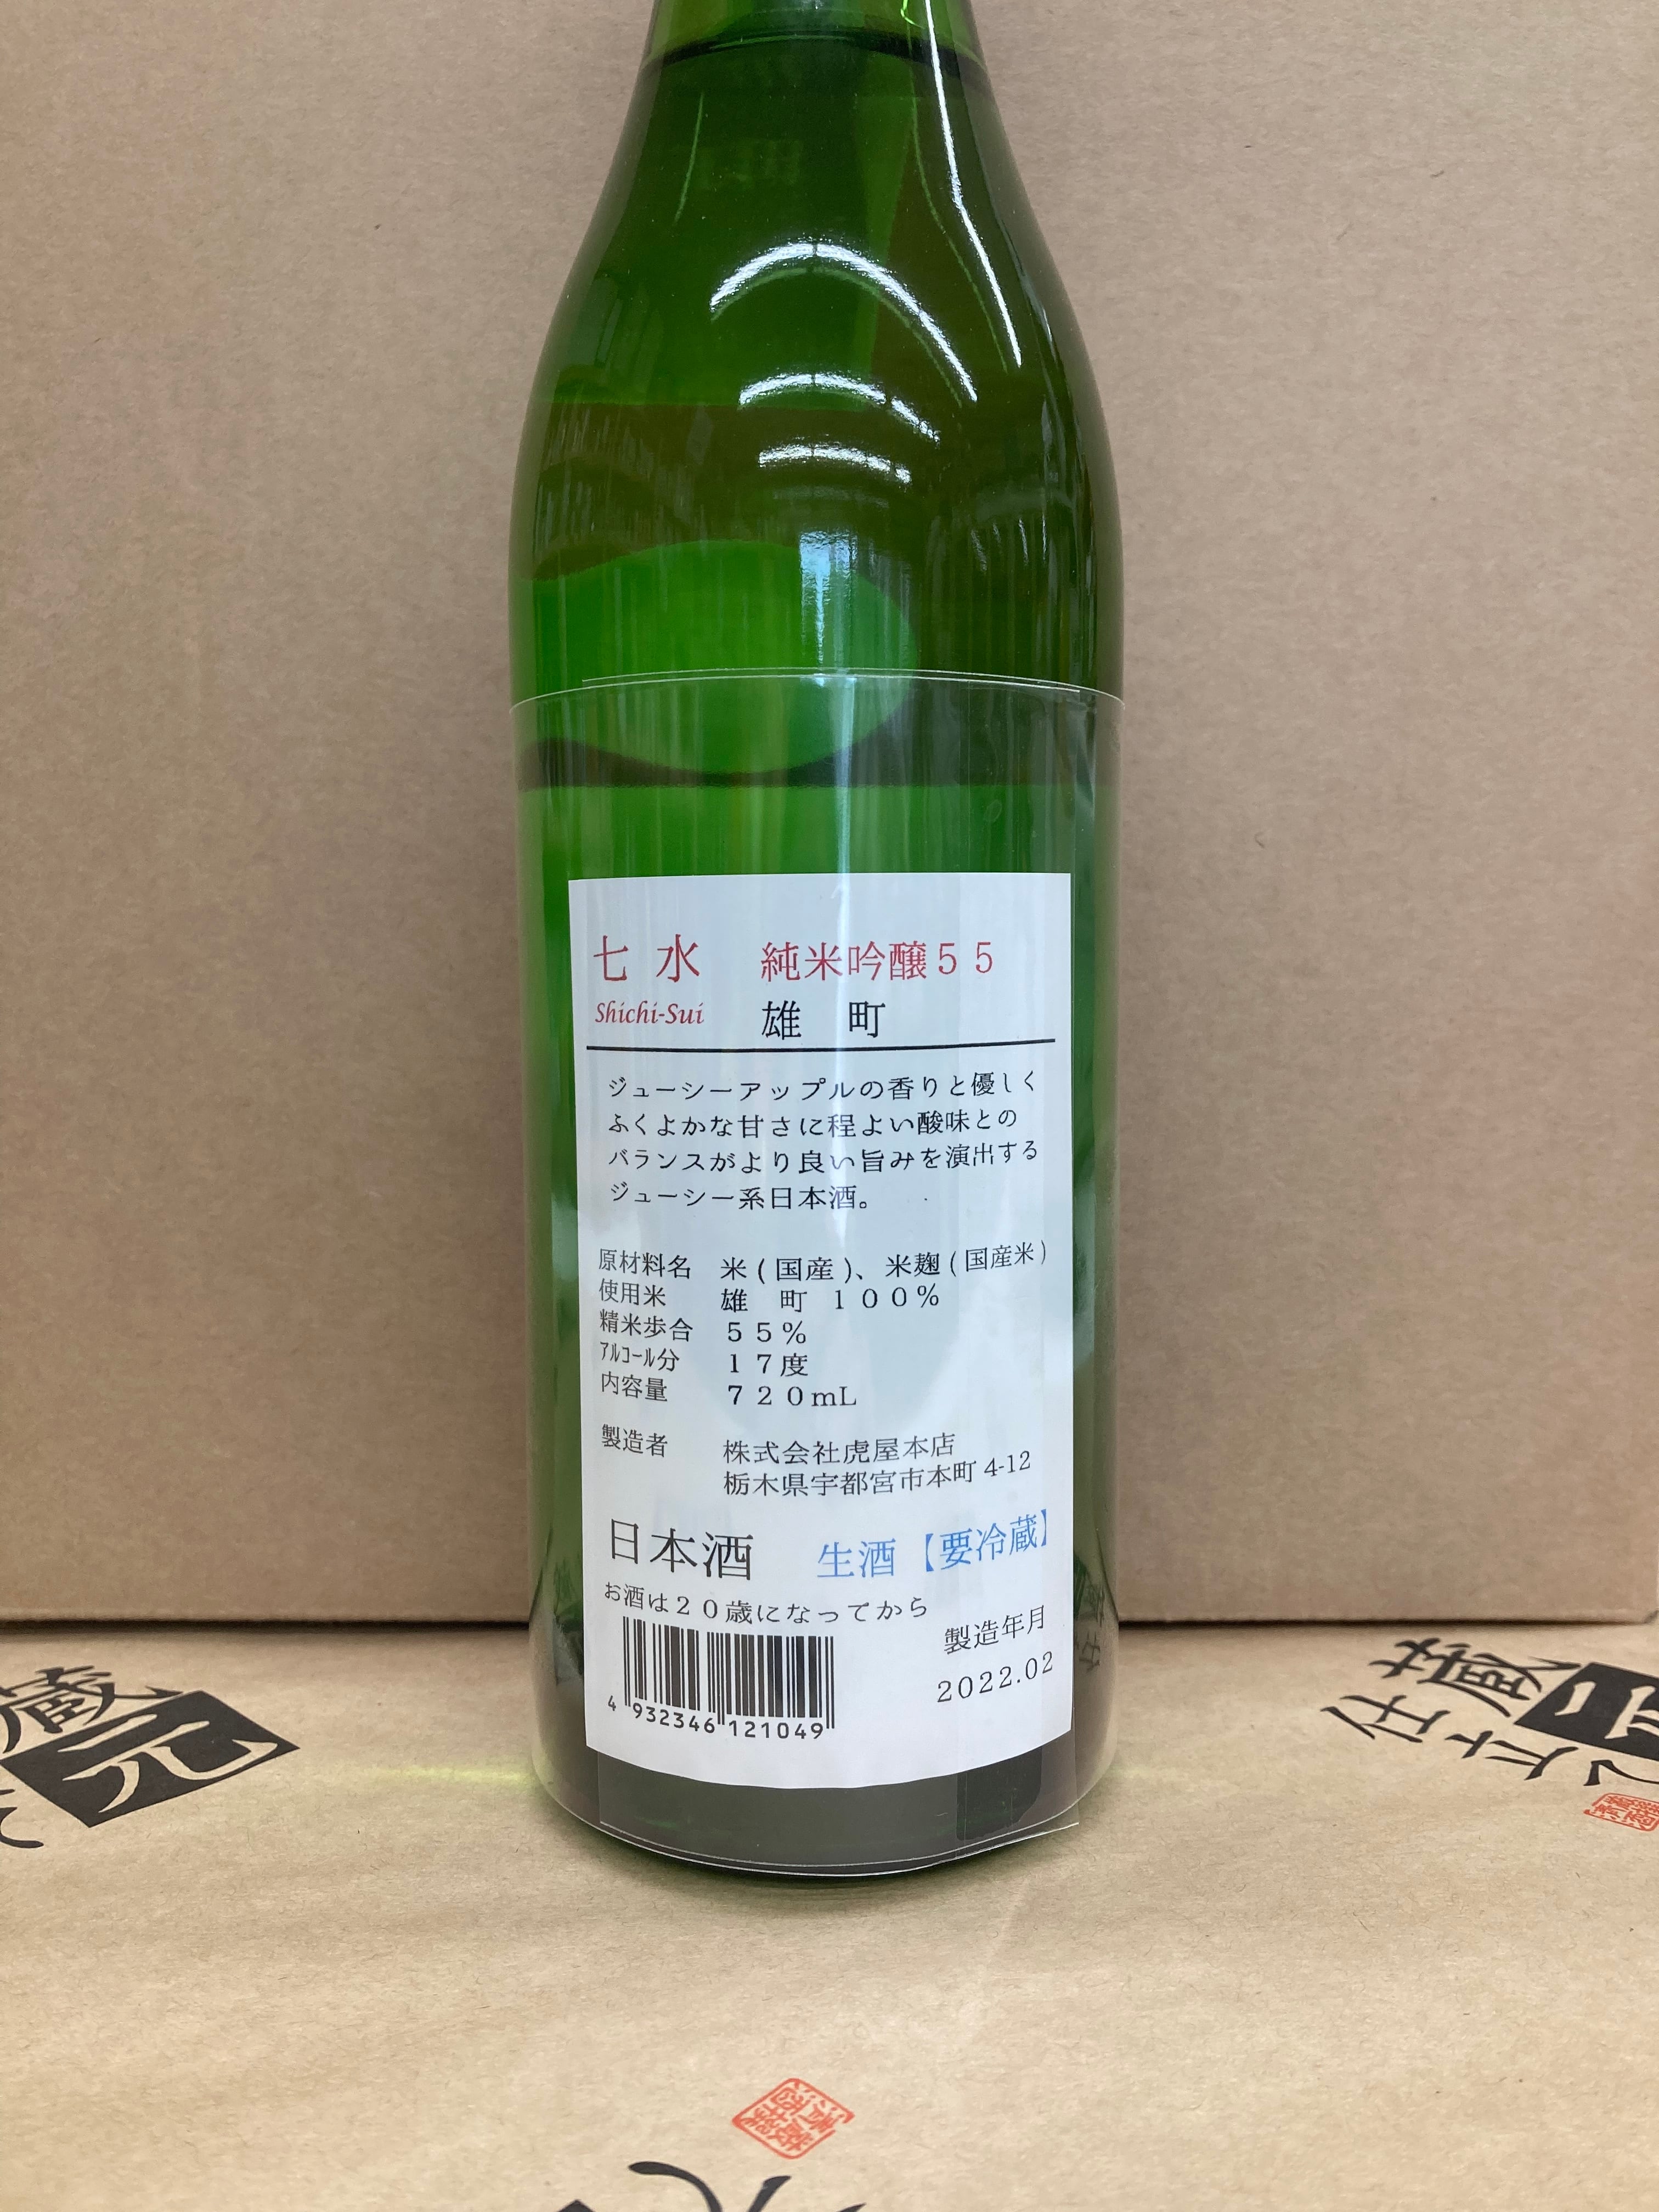 七水 純米吟醸55
Shichi-Sui 雄 町
ジューシーアップルの香りと優しく
ふくよかな甘さに程よい酸味との
バランスがより良い旨みを演出する
ジューシー系日本酒。
原材料名 米(国産)、米麹(国産米)
使用米 雄 町 100%
精米歩合 55%
アルコール分 17度
内容量 720mL
製造者 株式会社虎屋本店
栃木県宇都宮市本町 4-12
日本酒 生酒【要冷蔵】
お酒は20歳になってから
製造年月
2022.02
4 932346 121049
蔵
元
蔵
元